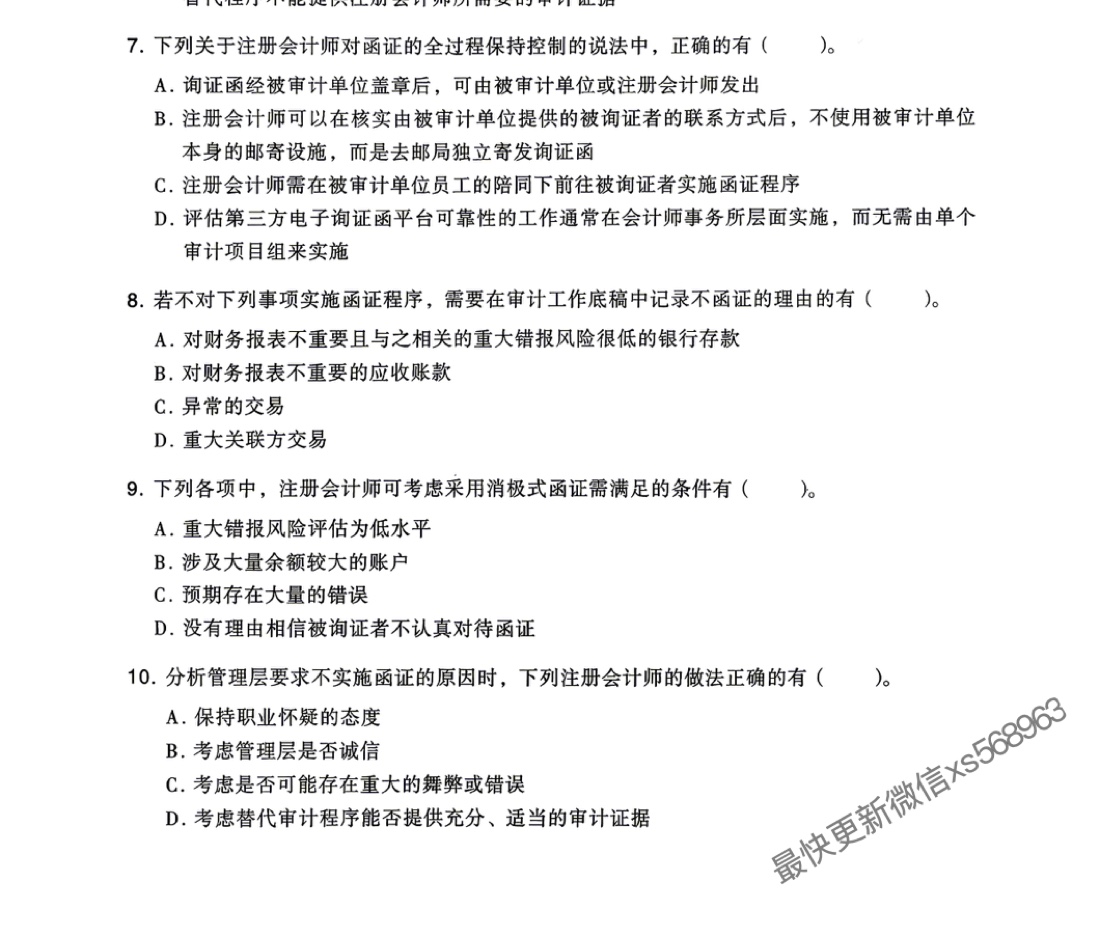 替代程序不能提供注册会计师所需要的审计证据
7. 下列关于注册会计师对函证的全过程保持控制的说法中，正确的有（　　）。
A. 询证函经被审计单位盖章后，可由被审计单位或注册会计师发出
B. 注册会计师可以在核实由被审计单位提供的被询证者的联系方式后，不使用被审计单位
本身的邮寄设施，而是去邮局独立寄发询证函
C. 注册会计师需在被审计单位员工的陪同下前往被询证者实施函证程序
D. 评估第三方电子询证函平台可靠性的工作通常在会计师事务所层面实施，而无需由单个
审计项目组来实施
8. 若不对下列事项实施函证程序，需要在审计工作底稿中记录不函证的理由的有（　　）。
A. 对财务报表不重要且与之相关的重大错报风险很低的银行存款
B. 对财务报表不重要的应收账款
C. 异常的交易
D. 重大关联方交易
9. 下列各项中，注册会计师可考虑采用消极式函证需满足的条件有（　　）。
A. 重大错报风险评估为低水平
B. 涉及大量余额较大的账户
C. 预期存在大量的错误
D. 没有理由相信被询证者不认真对待函证
10. 分析管理层要求不实施函证的原因时，下列注册会计师的做法正确的有（　　）。
A. 保持职业怀疑的态度
B. 考虑管理层是否诚信
C. 考虑是否可能存在重大的舞弊或错误
D. 考虑替代审计程序能否提供充分、适当的审计证据
最快更新微信xs568963